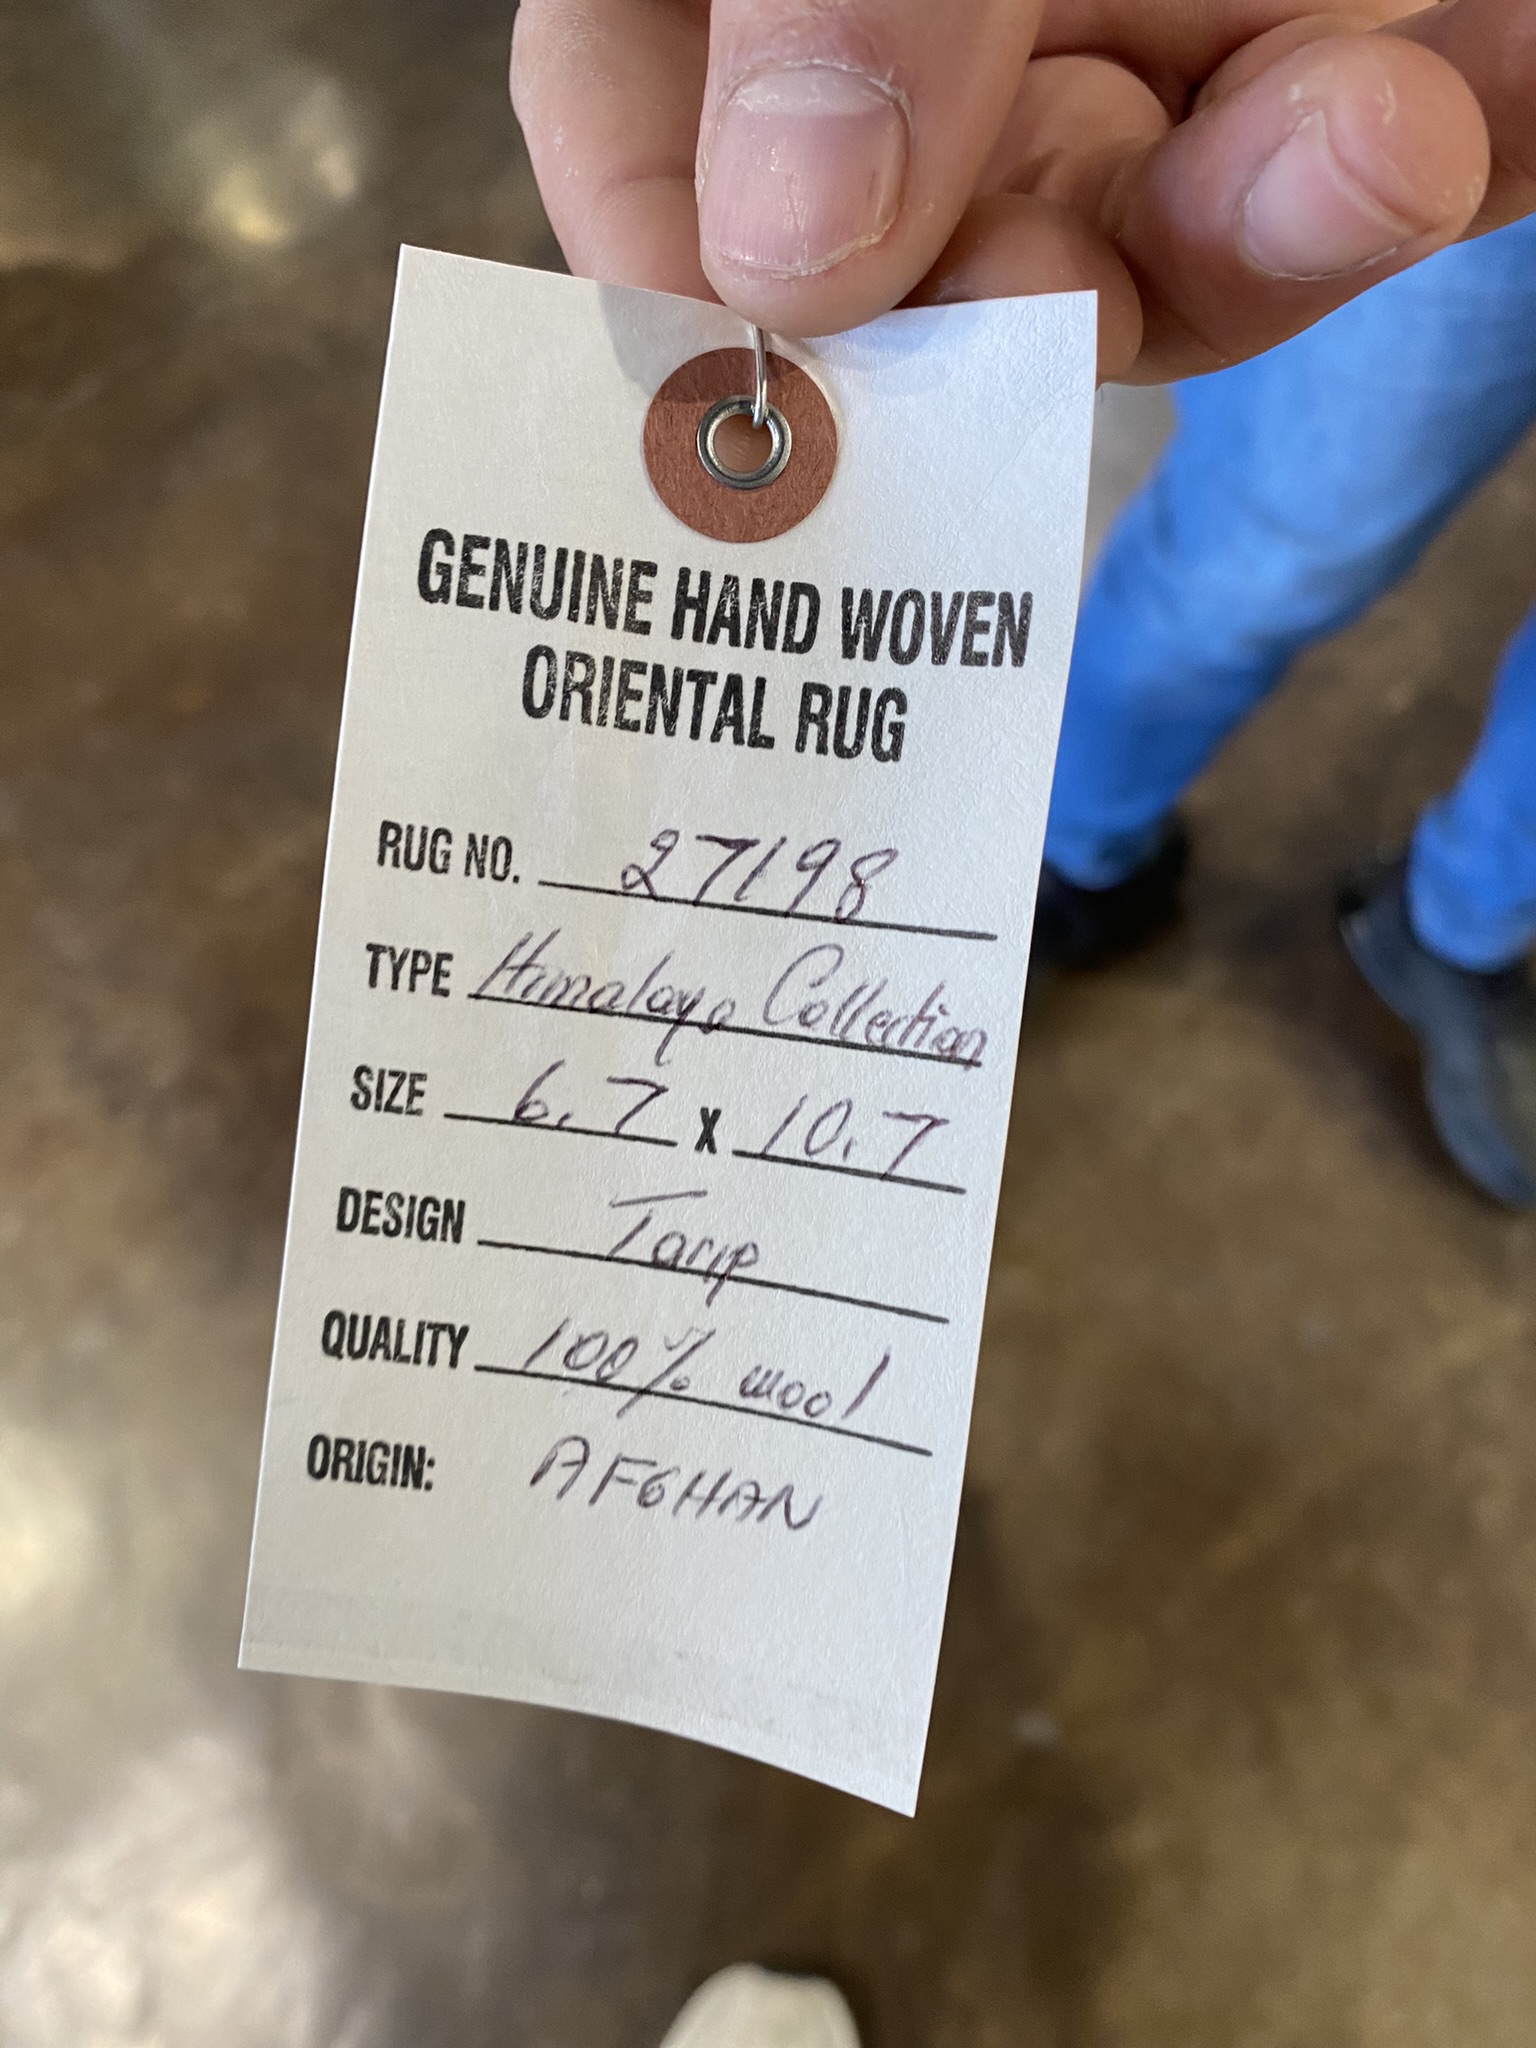 GENUINE HAND WOVEN
ORIENTAL RUG
RUG NO. 27198
TYPE Himalaya Collection
SIZE 6.7 X 10.7
DESIGN
QUALITY 100% wool
ORIGIN: AFGHAN